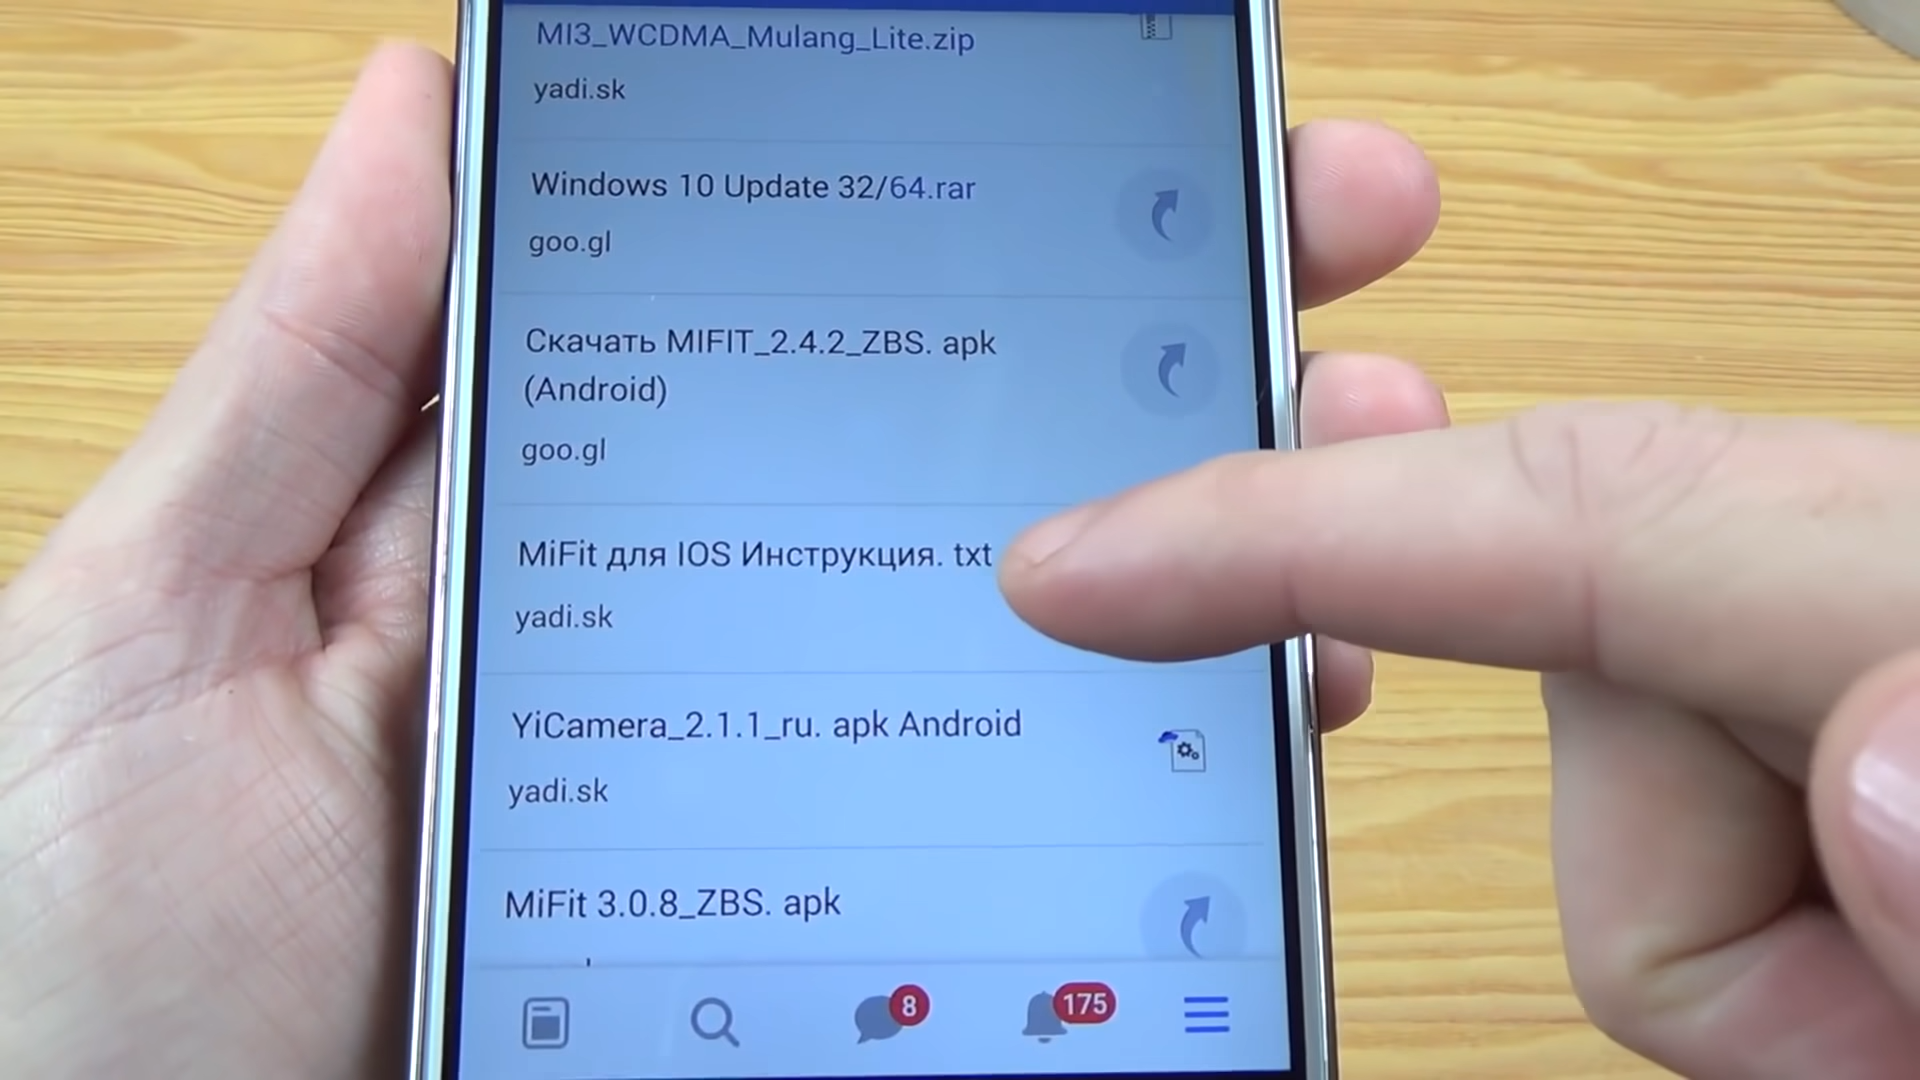 MI3_WCDMA_Mulang_Lite.zip
yadi.sk
Windows 10 Update 32/64.rar
goo.gl
Скачать MIFIT_2.4.2_ZBS. apk
(Android)
goo.gl
MiFit для IOS Инструкция. txt
yadi.sk
YiCamera_2.1.1_ru. apk Android
yadi.sk
MiFit 3.0.8_ZBS. apk
8
175